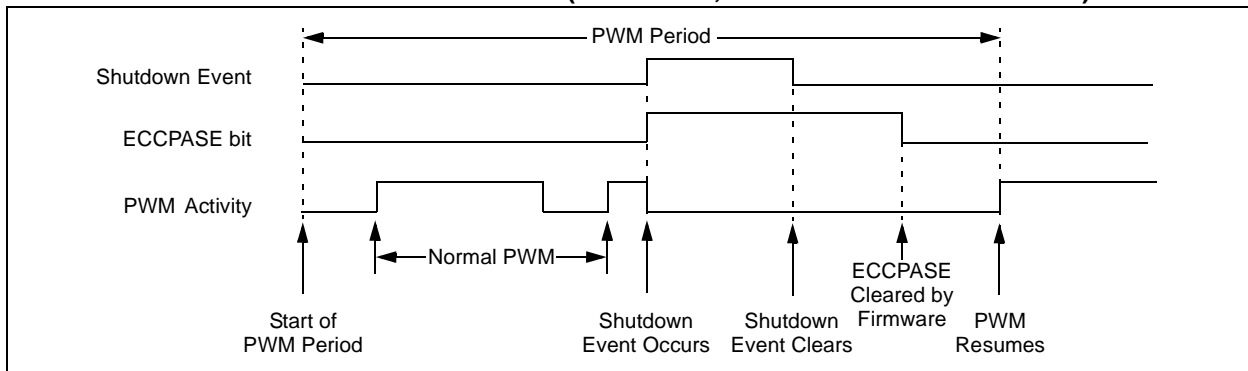 PWM Period
Shutdown Event
ECCPASE bit
PWM Activity
Normal PWM
Start of
PWM Period
Shutdown
Event Occurs
Shutdown
Event Clears
ECCPASE
Cleared by
Firmware
PWM
Resumes